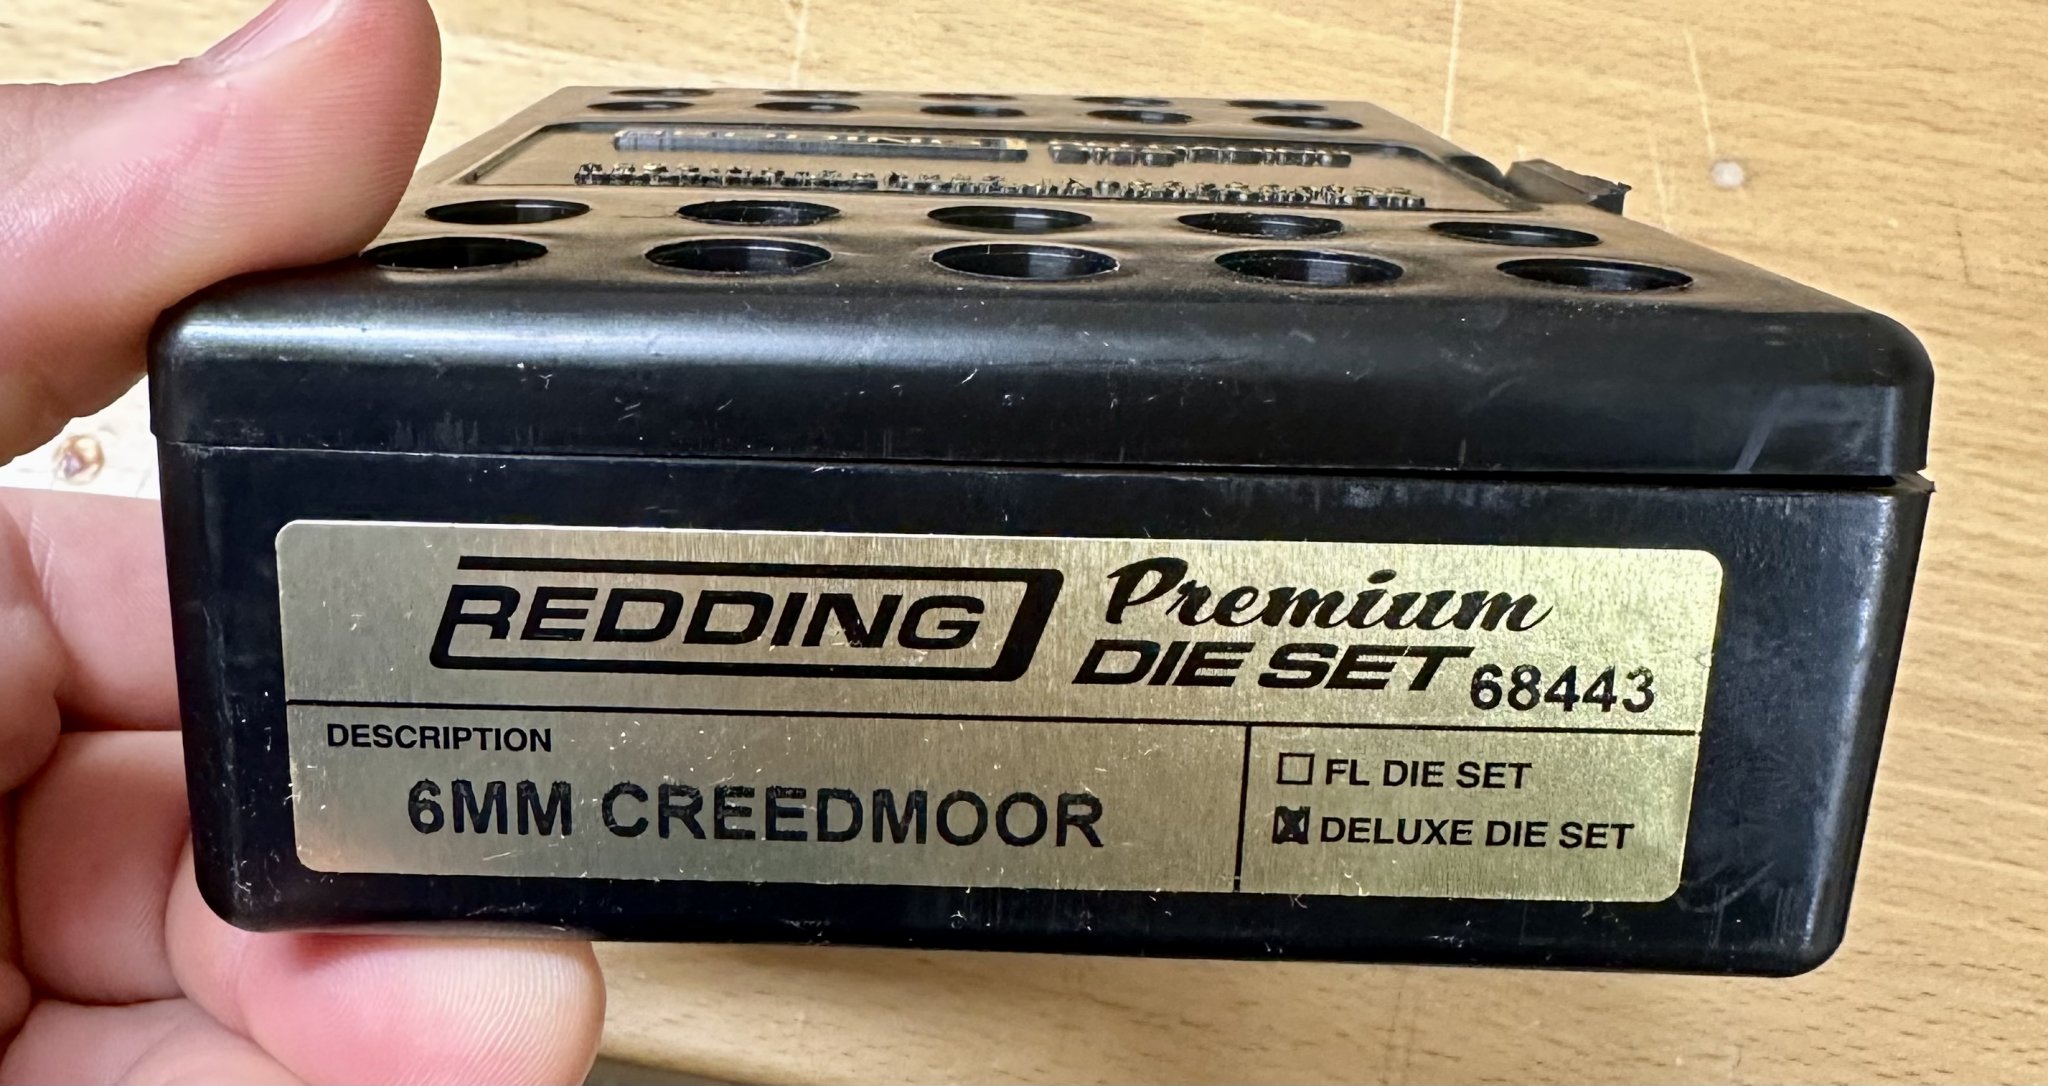 REDDING Premium
DIE SET 68443
DESCRIPTION
6MM CREEDMOOR
FL DIE SET
DELUXE DIE SET